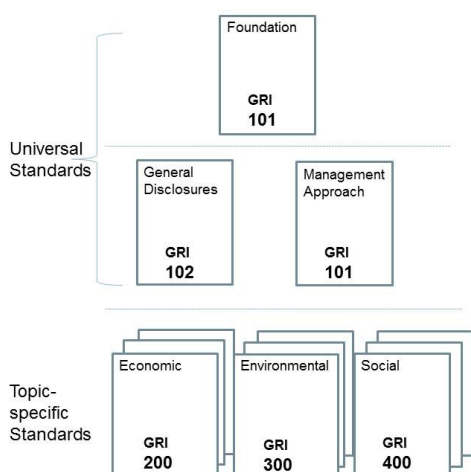 Foundation
GRI
101
Universal
Standards
General
Disclosures
GRI
102
Management
Approach
GRI
101
Topic-
specific
Standards
Economic
GRI
200
Environmental
GRI
300
Social
GRI
400